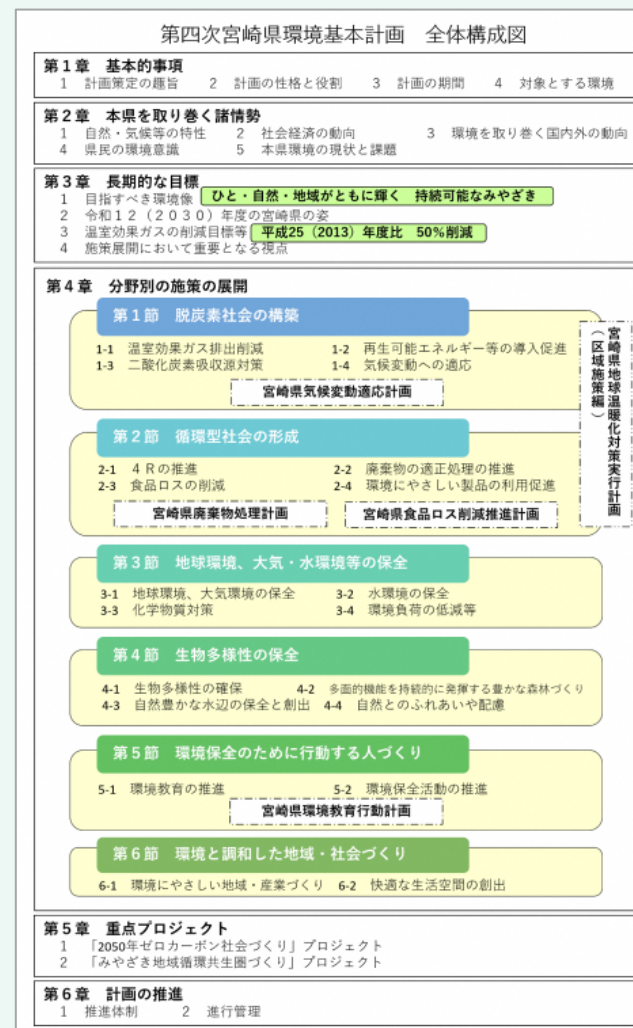 第四次宮崎県環境基本計画　全体構成図
第１章　基本的事項
１　計画策定の趣旨　２　計画の性格と役割　３　計画の期間　４　対象とする環境
第２章　本県を取り巻く諸情勢
１　自然・気候等の特性　２　社会経済の動向　３　環境を取り巻く国内外の動向
４　県民の環境意識　５　本県環境の現状と課題
第３章　長期的な目標
１　目指すべき環境像　ひと・自然・地域がともに輝く　持続可能なみやざき
２　令和１２（２０３０）年度の宮崎県の姿
３　温室効果ガスの削減目標等　平成25（2013）年度比　50％削減
４　施策展開において重要となる視点
第４章　分野別の施策の展開
第１節　脱炭素社会の構築
1-1　温室効果ガス排出削減　1-2　再生可能エネルギー等の導入促進
1-3　二酸化炭素吸収源対策　1-4　気候変動への適応
宮崎県気候変動適応計画
宮崎県地球温暖化対策実行計画
（区域施策編）
第２節　循環型社会の形成
2-1　４Ｒの推進　2-2　廃棄物の適正処理の推進
2-3　食品ロスの削減　2-4　環境にやさしい製品の利用促進
宮崎県廃棄物処理計画　宮崎県食品ロス削減推進計画
第３節　地球環境、大気・水環境等の保全
3-1　地球環境、大気環境の保全　3-2　水環境の保全
3-3　化学物質対策　3-4　環境負荷の低減等
第４節　生物多様性の保全
4-1　生物多様性の確保　4-2　多面的機能を持続的に発揮する豊かな森林づくり
4-3　自然豊かな水辺の保全と創出　4-4　自然とのふれあいや配慮
第５節　環境保全のために行動する人づくり
5-1　環境教育の推進　5-2　環境保全活動の推進
宮崎県環境教育行動計画
第６節　環境と調和した地域・社会づくり
6-1　環境にやさしい地域・産業づくり　6-2　快適な生活空間の創出
第５章　重点プロジェクト
１　「2050年ゼロカーボン社会づくり」プロジェクト
２　「みやざき地域循環共生圏づくり」プロジェクト
第６章　計画の推進
１　推進体制　２　進行管理